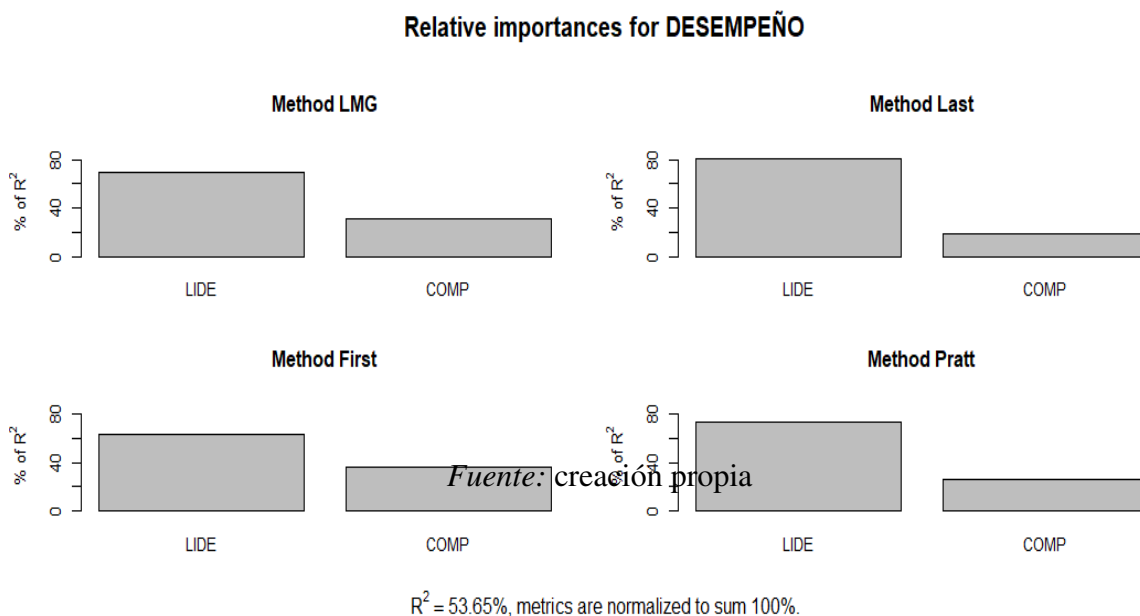 Relative importances for DESEMPEÑO
Method LMG
% of R²
0 40 80
LIDE COMP
Method Last
% of R²
0 40 80
LIDE COMP
Method First
% of R²
0 40 80
LIDE COMP
Method Pratt
% of R²
0 40 80
LIDE COMP
Fuente: creación propia
R² = 53.65%, metrics are normalized to sum 100%.